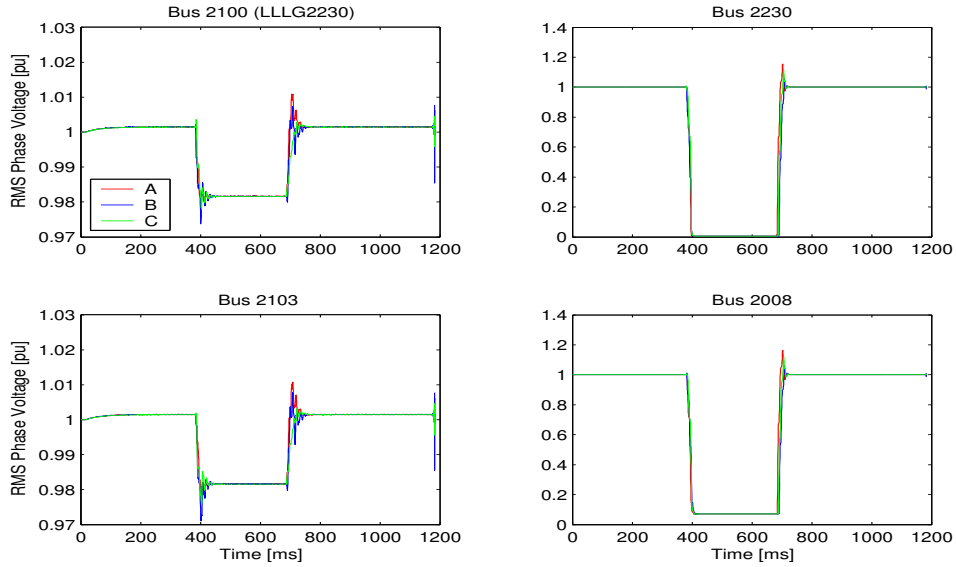 Bus 2100 (LLLG2230)
RMS Phase Voltage [pu]
1.03
1.02
1.01
1
0.99
0.98
0.97
0 200 400 600 800 1000 1200
A
B
C
Bus 2230
1.4
1.2
1
0.8
0.6
0.4
0.2
0
0 200 400 600 800 1000 1200
Bus 2103
RMS Phase Voltage [pu]
1.03
1.02
1.01
1
0.99
0.98
0.97
0 200 400 600 800 1000 1200
Time [ms]
Bus 2008
1.4
1.2
1
0.8
0.6
0.4
0.2
0
0 200 400 600 800 1000 1200
Time [ms]